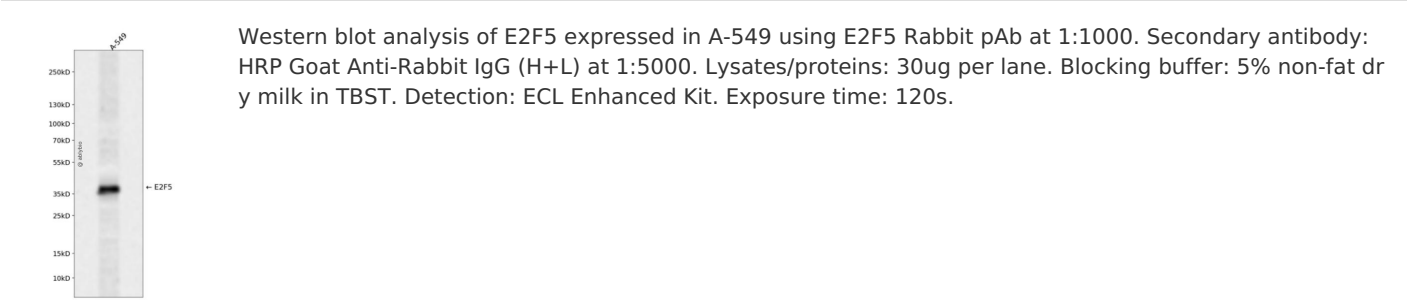 A-549
Western blot analysis of E2F5 expressed in A-549 using E2F5 Rabbit pAb at 1:1000. Secondary antibody:
HRP Goat Anti-Rabbit IgG (H+L) at 1:5000. Lysates/proteins: 30ug per lane. Blocking buffer: 5% non-fat dr
y milk in TBST. Detection: ECL Enhanced Kit. Exposure time: 120s.
250kD
130kD
100kD
70kD
55kD
35kD
← E2F5
25kD
15kD
10kD